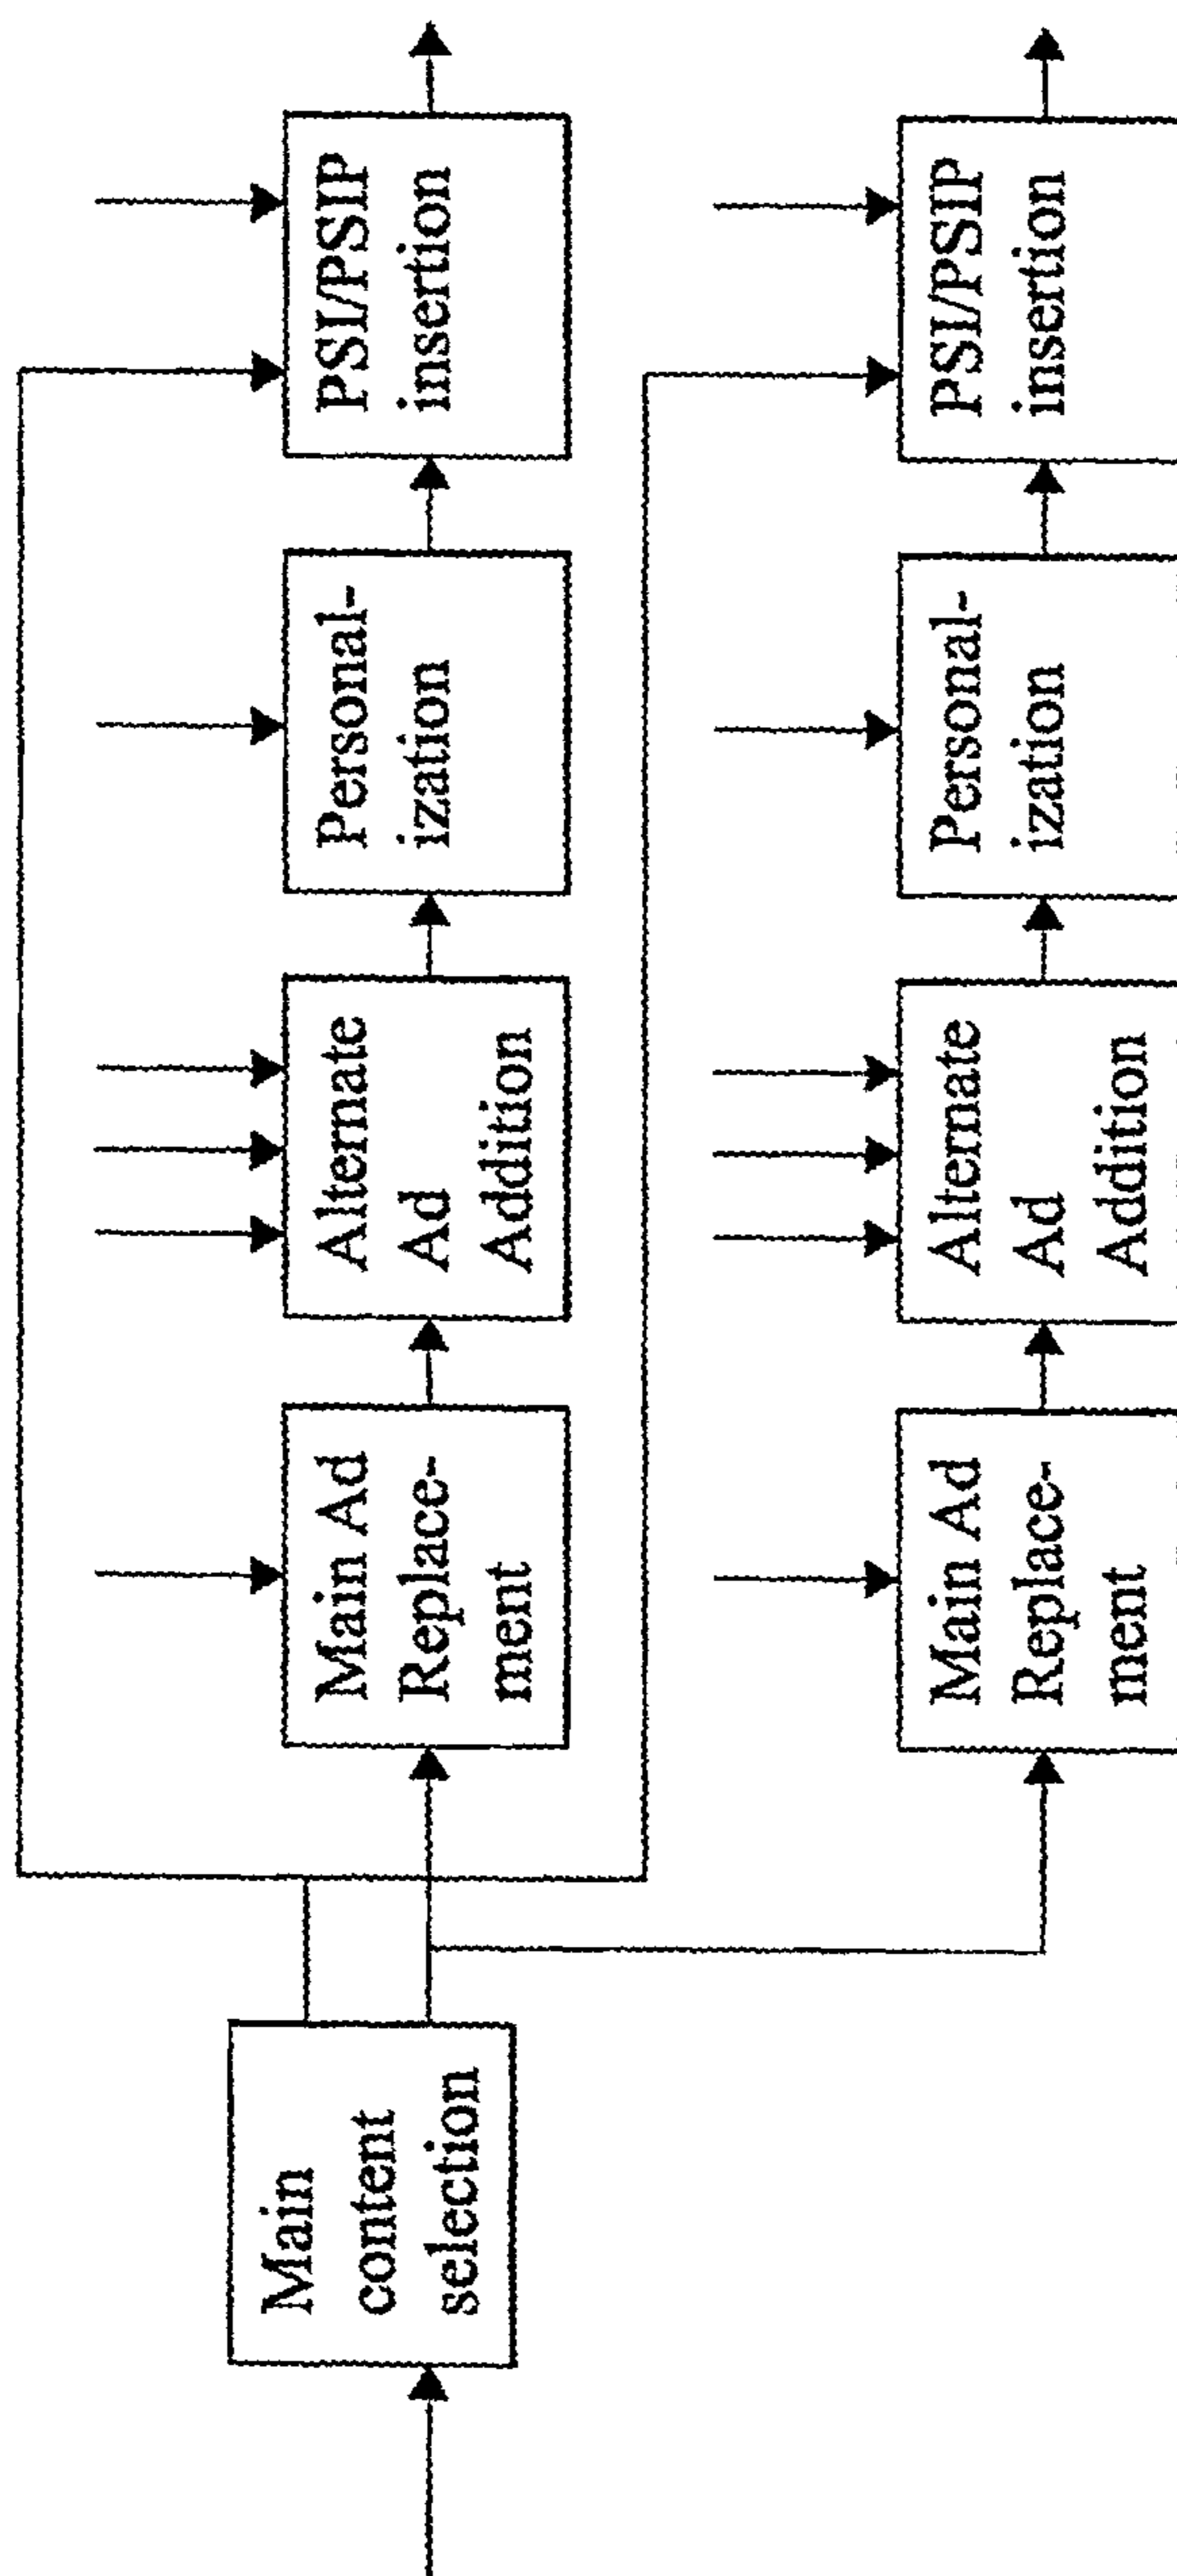 Main
content
selection
Main Ad
Replace-
ment
Alternate
Ad
Addition
Personal-
ization
PSI/PSIP
insertion
Main Ad
Replace-
ment
Alternate
Ad
Addition
Personal-
ization
PSI/PSIP
insertion